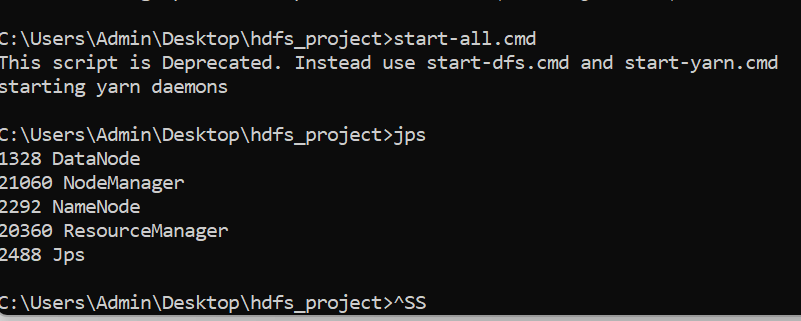 C:\Users\Admin\Desktop\hdfs_project>start-all.cmd
This script is Deprecated. Instead use start-dfs.cmd and start-yarn.cmd
starting yarn daemons
C:\Users\Admin\Desktop\hdfs_project>jps
1328 DataNode
21060 NodeManager
2292 NameNode
20360 ResourceManager
2488 Jps
C:\Users\Admin\Desktop\hdfs_project>^SS